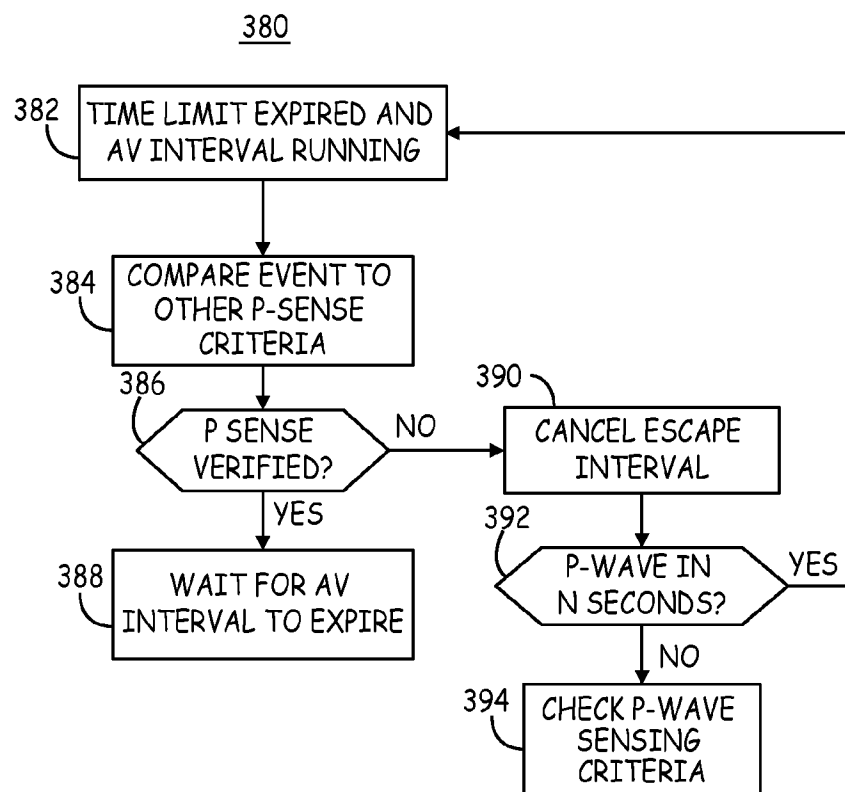 380
382
TIME LIMIT EXPIRED AND
AV INTERVAL RUNNING
384
COMPARE EVENT TO
OTHER P-SENSE
CRITERIA
386
P SENSE
VERIFIED?
NO
YES
388
WAIT FOR AV
INTERVAL TO EXPIRE
390
CANCEL ESCAPE
INTERVAL
392
P-WAVE IN
N SECONDS?
YES
NO
394
CHECK P-WAVE
SENSING
CRITERIA